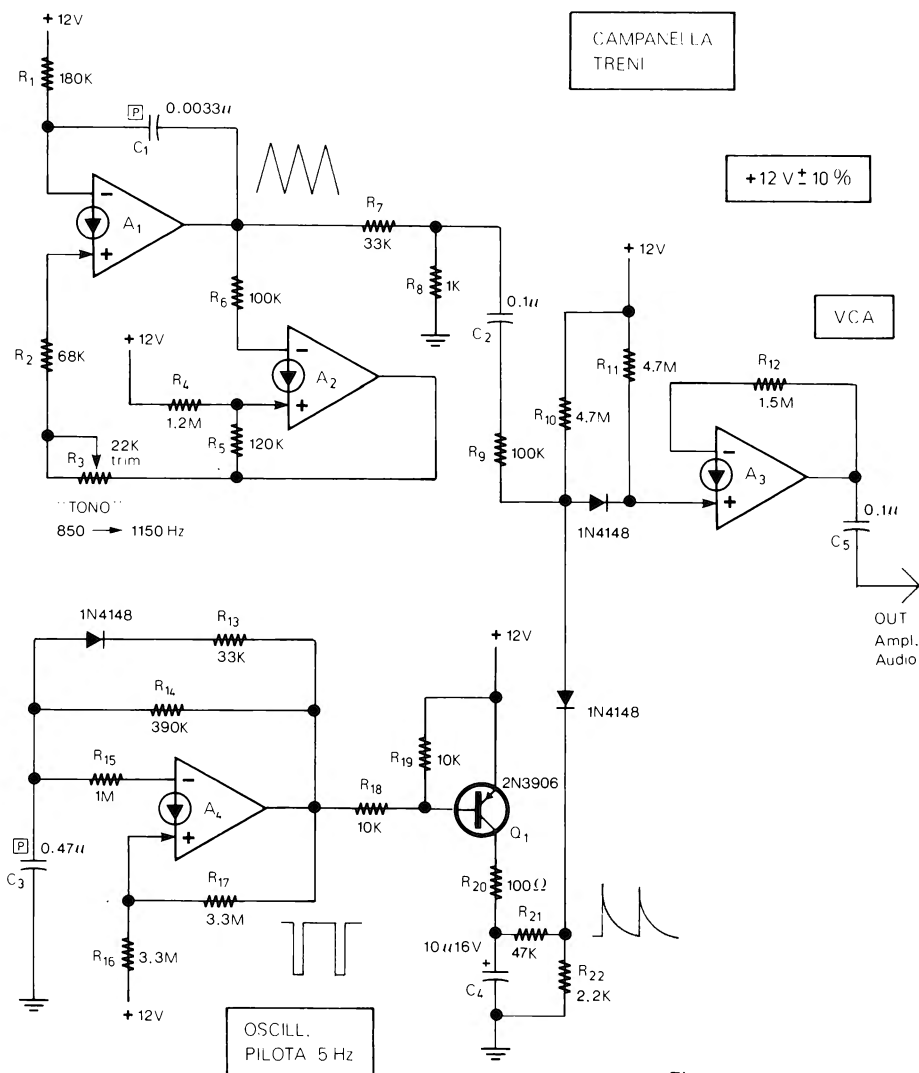 + 12V
CAMPANELLA
TRENI
R1
180K
P
0.0033u
C1
+12 V ± 10 %
−
A1
+
R7
33K
+ 12V
R6
100K
R8
1K
0.1u
C2
VCA
R2
68K
+ 12V
R4
1.2M
−
A2
+
R11
4.7M
R12
1.5M
R10
4.7M
R5
120K
R9
100K
−
A3
+
R3
22K
trim
"TONO"
850 → 1150 Hz
1N4148
0.1u
C5
OUT
Ampl.
Audio
1N4148
R13
33K
+ 12V
R14
390K
1N4148
R19
10K
R15
1M
−
A4
+
R18
10K
2N3906
Q1
P
0.47u
C3
R17
3.3M
R20
100Ω
R21
47K
R16
3.3M
10u16V
+
C4
R22
2.2K
+ 12V
OSCILL.
PILOTA 5 Hz